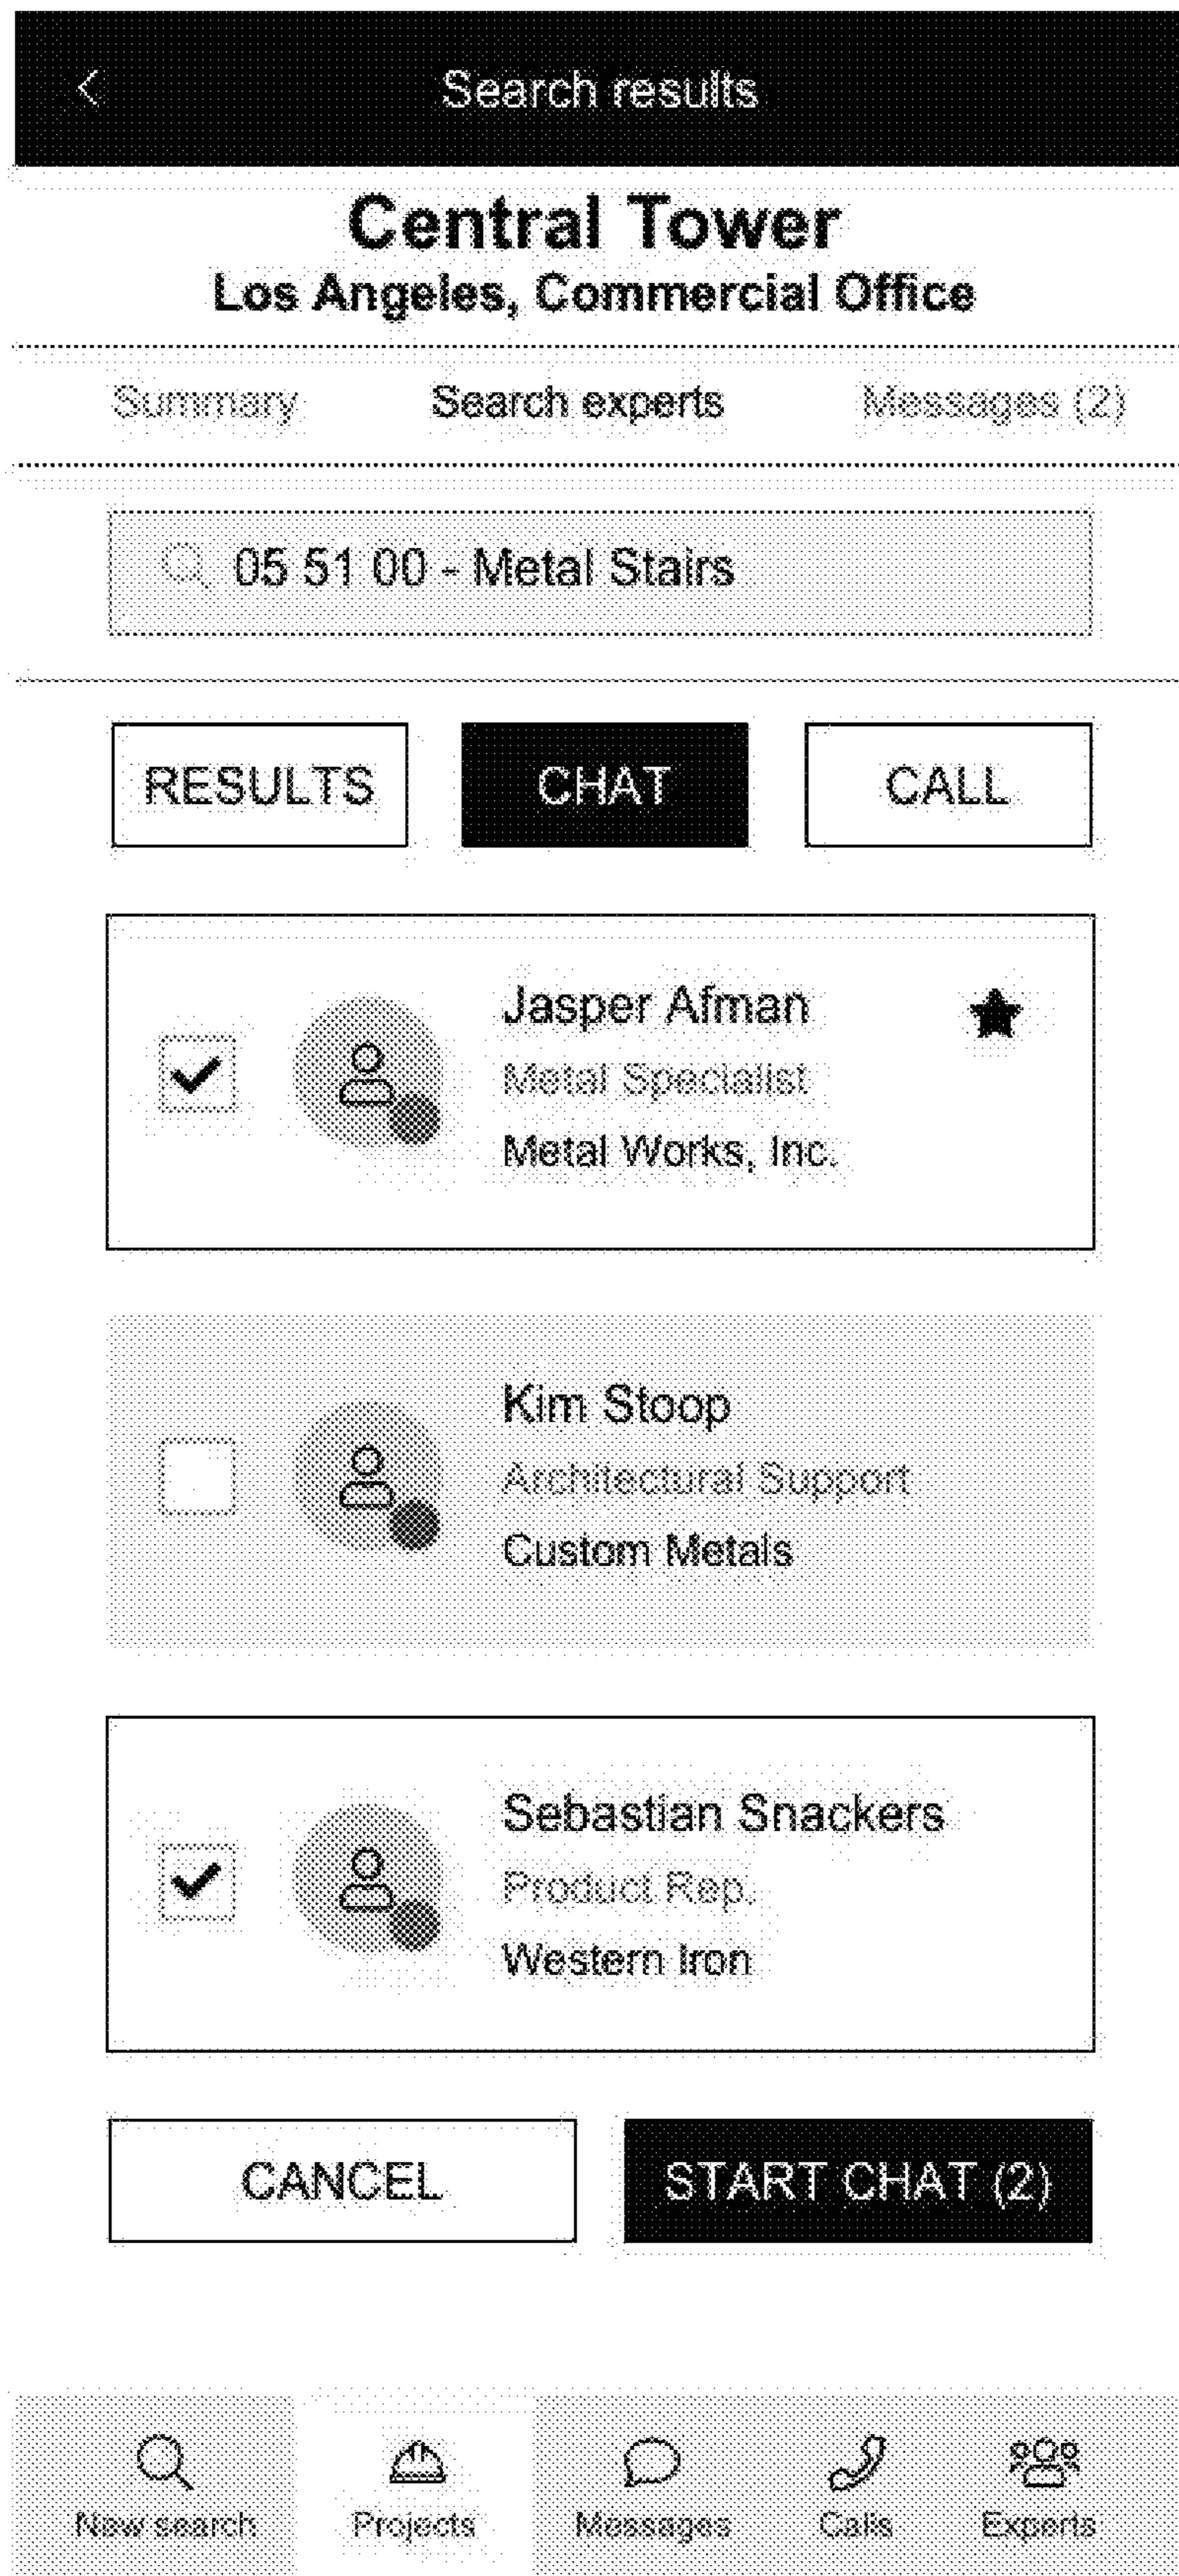 Search results
Central Tower
Los Angeles, Commercial Office
Summary Search experts Messages (2)
05 51 00 - Metal Stairs
RESULTS CHAT CALL
Jasper Afman
Metal Specialist
Metal Works, Inc.
Kim Stoop
Architectural Support
Custom Metals
Sebastian Snackers
Product Rep.
Western Iron
CANCEL START CHAT (2)
New search Projects Messages Calls Experts